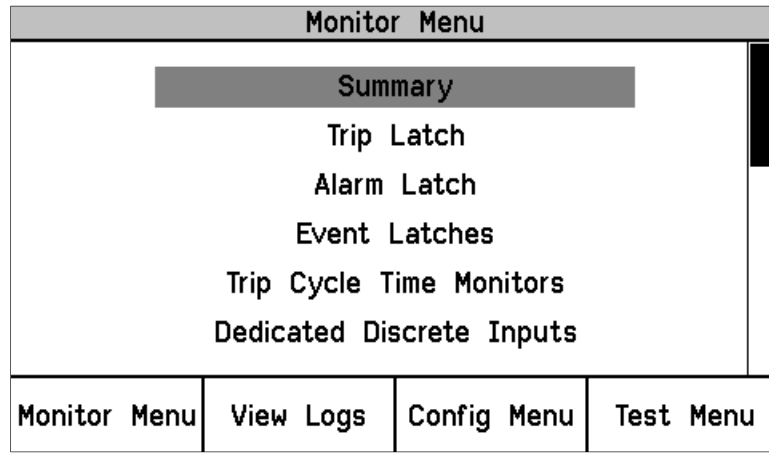 Monitor Menu
Summary
Trip Latch
Alarm Latch
Event Latches
Trip Cycle Time Monitors
Dedicated Discrete Inputs
Monitor Menu View Logs Config Menu Test Menu